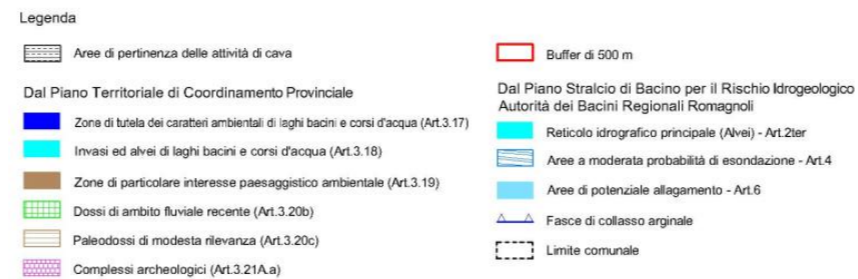 Legenda
Aree di pertinenza delle attività di cava
Dal Piano Territoriale di Coordinamento Provinciale
Zone di tutela dei caratteri ambientali di laghi bacini e corsi d'acqua (Art.3.17)
Invasi ed alvei di laghi bacini e corsi d'acqua (Art.3.18)
Zone di particolare interesse paesaggistico ambientale (Art.3.19)
Dossi di ambito fluviale recente (Art.3.20b)
Paleodossi di modesta rilevanza (Art.3.20c)
Complessi archeologici (Art.3.21A.a)
Buffer di 500 m
Dal Piano Stralcio di Bacino per il Rischio Idrogeologico
Autorità dei Bacini Regionali Romagnoli
Reticolo idrografico principale (Alvei) - Art.2ter
Aree a moderata probabilità di esondazione - Art.4
Aree di potenziale allagamento - Art.6
Fasce di collasso arginale
Limite comunale